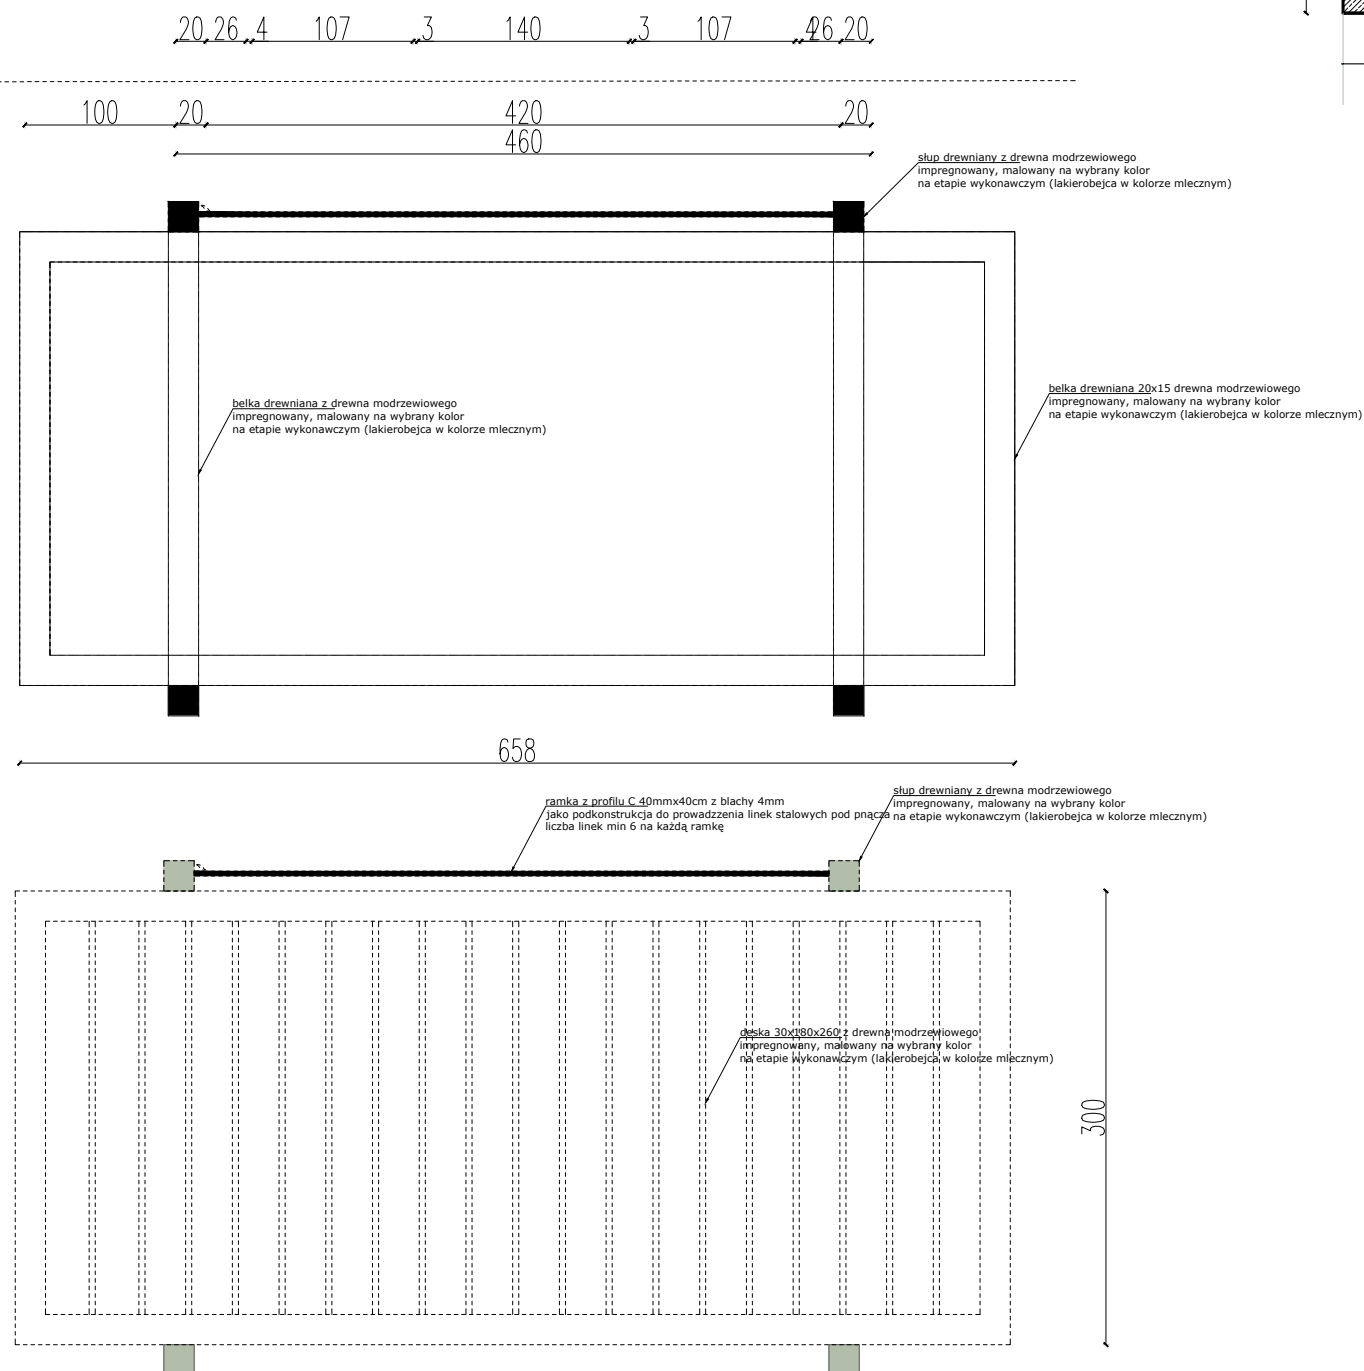 20 26 4 107 3 140 3 107 4 26 20
100 20 420 20
460
słup drewniany z drewna modrzewiowego
impregnowany, malowany na wybrany kolor
na etapie wykonawczym (lakierobejca w kolorze mlecznym)
belka drewniana z drewna modrzewiowego
impregnowany, malowany na wybrany kolor
na etapie wykonawczym (lakierobejca w kolorze mlecznym)
belka drewniana 20x15 drewna modrzewiowego
impregnowany, malowany na wybrany kolor
na etapie wykonawczym (lakierobejca w kolorze mlecznym)
658
ramka z profilu C 40mmx40cm z blachy 4mm
jako podkonstrukcja do prowadzzenia linek stalowych pod pnącza
liczba linek min 6 na każdą ramkę
słup drewniany z drewna modrzewiowego
impregnowany, malowany na wybrany kolor
na etapie wykonawczym (lakierobejca w kolorze mlecznym)
deska 30x180x260 z drewna modrzewiowego
impregnowany, malowany na wybrany kolor
na etapie wykonawczym (lakierobejca w kolorze mlecznym)
300